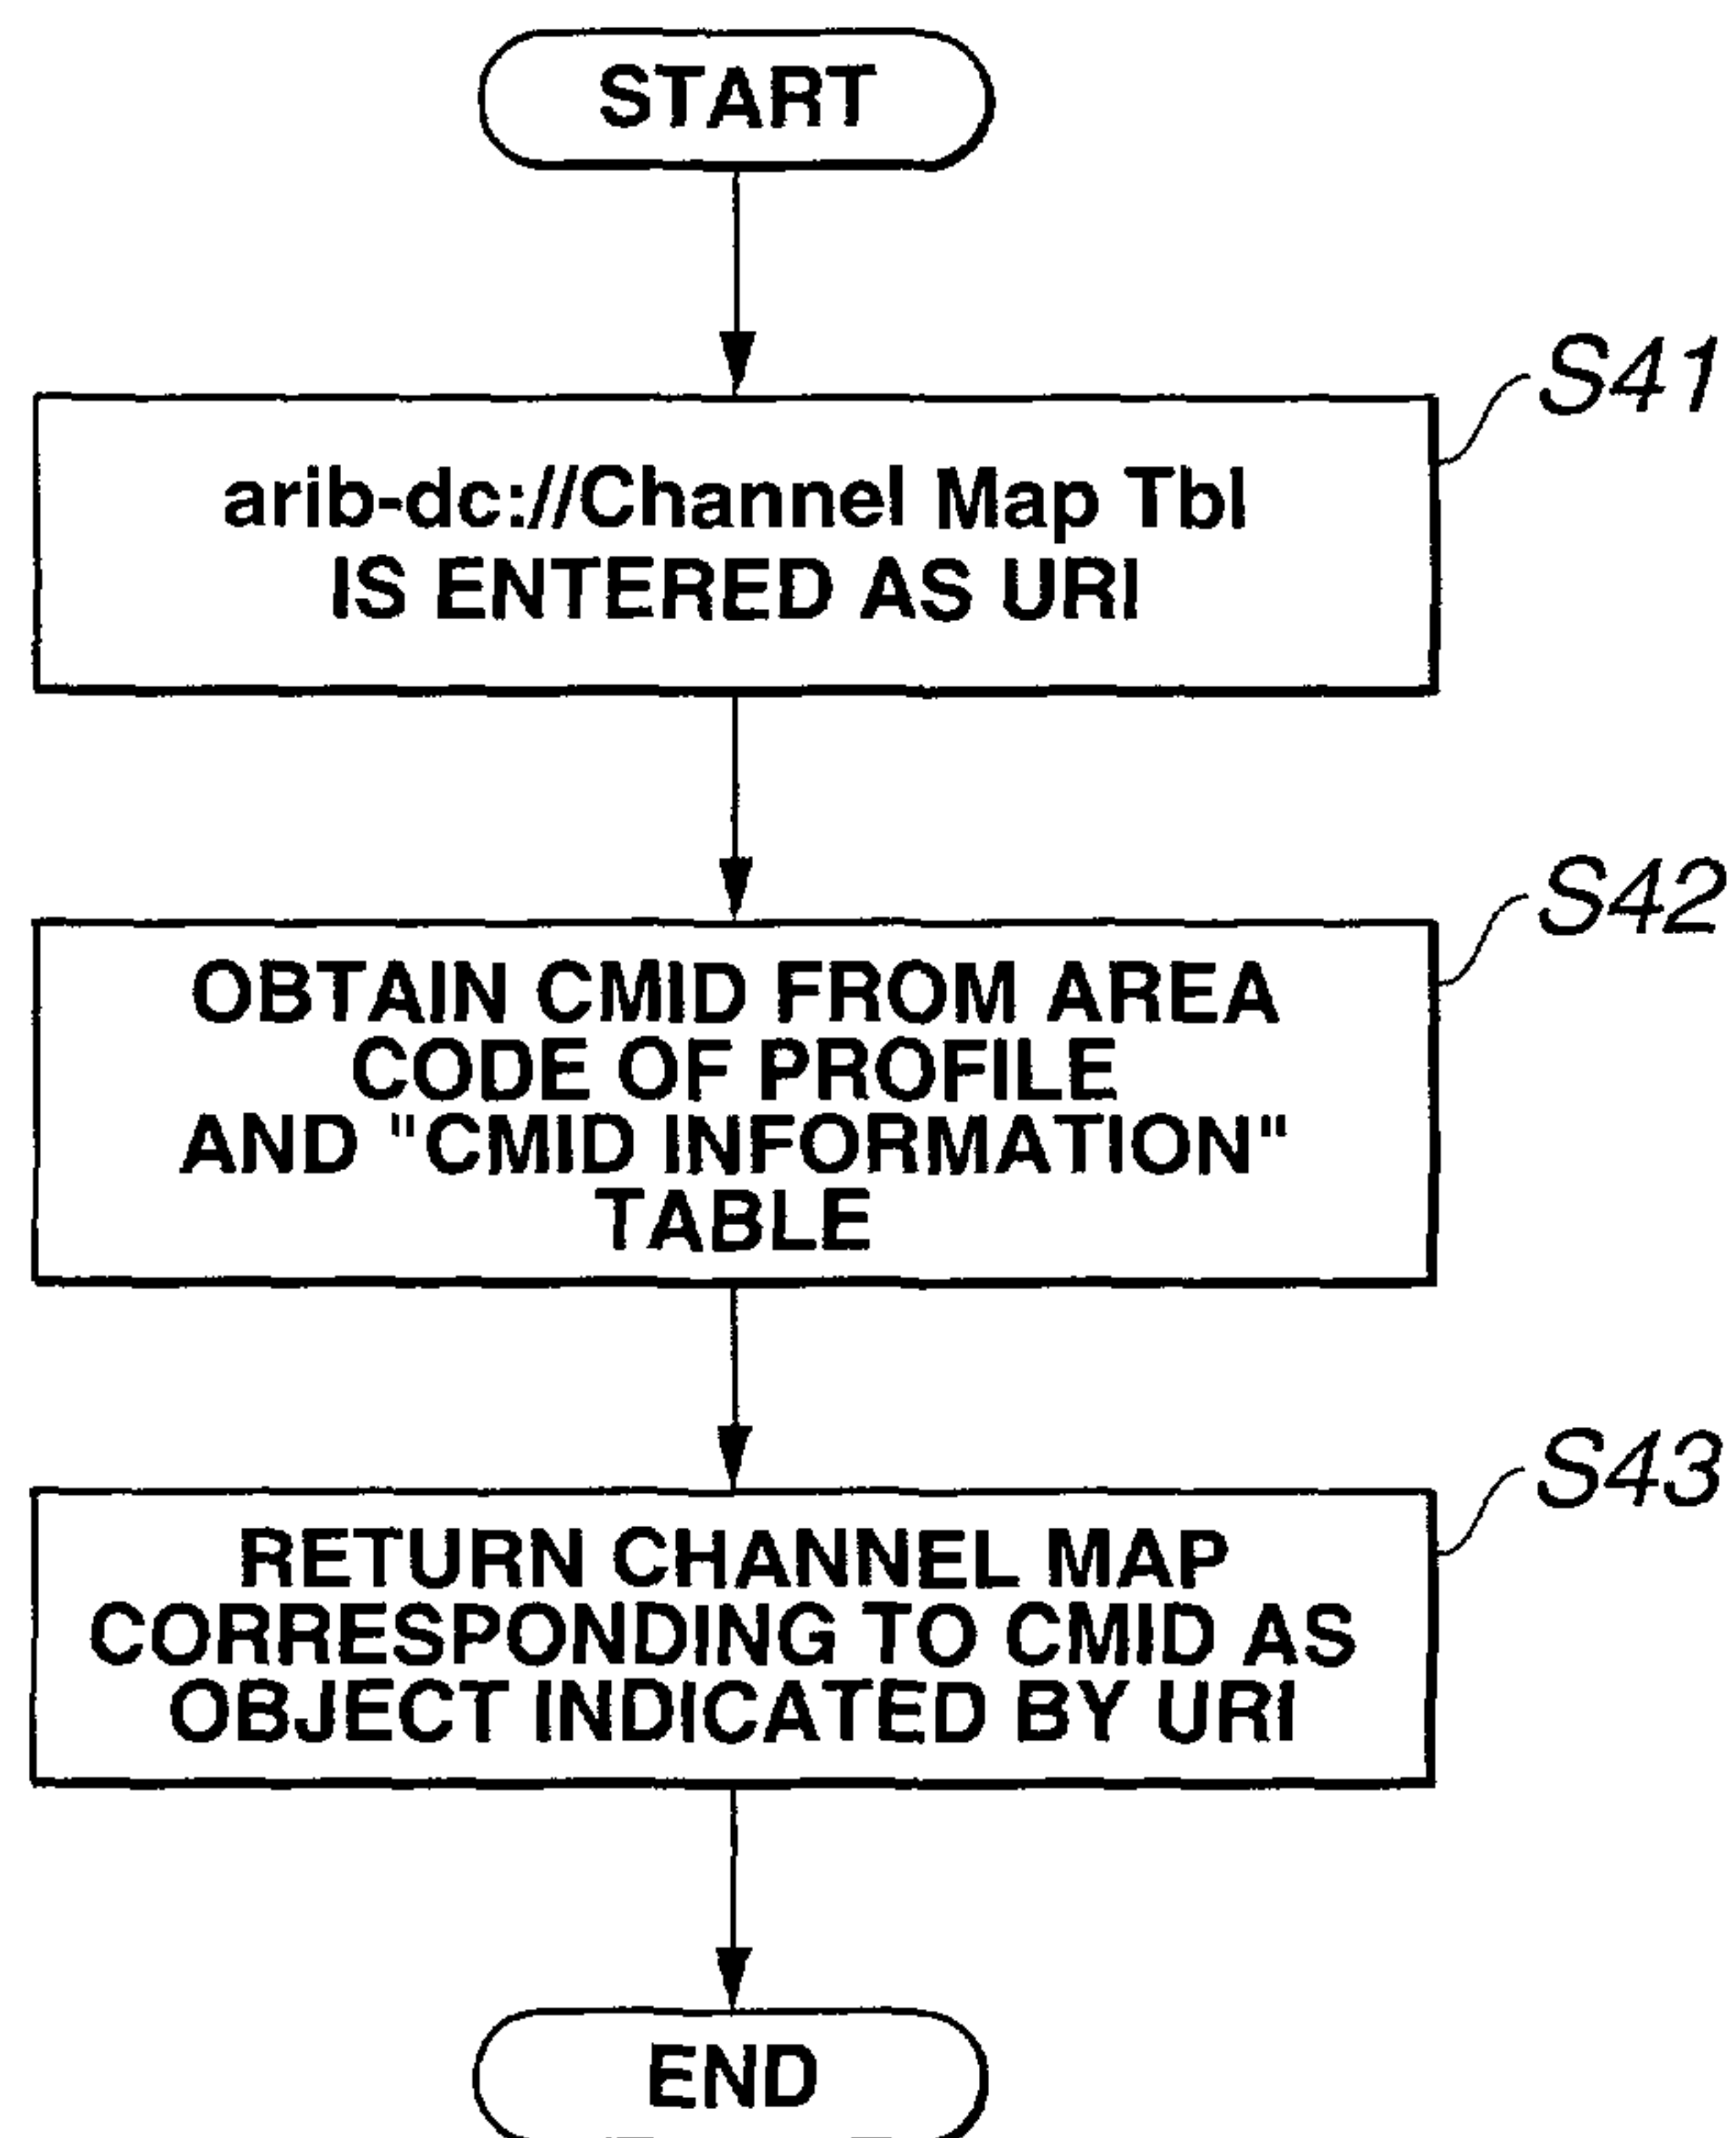 START
S41
arib-dc://Channel Map Tbl
IS ENTERED AS URI
S42
OBTAIN CMID FROM AREA
CODE OF PROFILE
AND "CMID INFORMATION"
TABLE
S43
RETURN CHANNEL MAP
CORRESPONDING TO CMID AS
OBJECT INDICATED BY URI
END